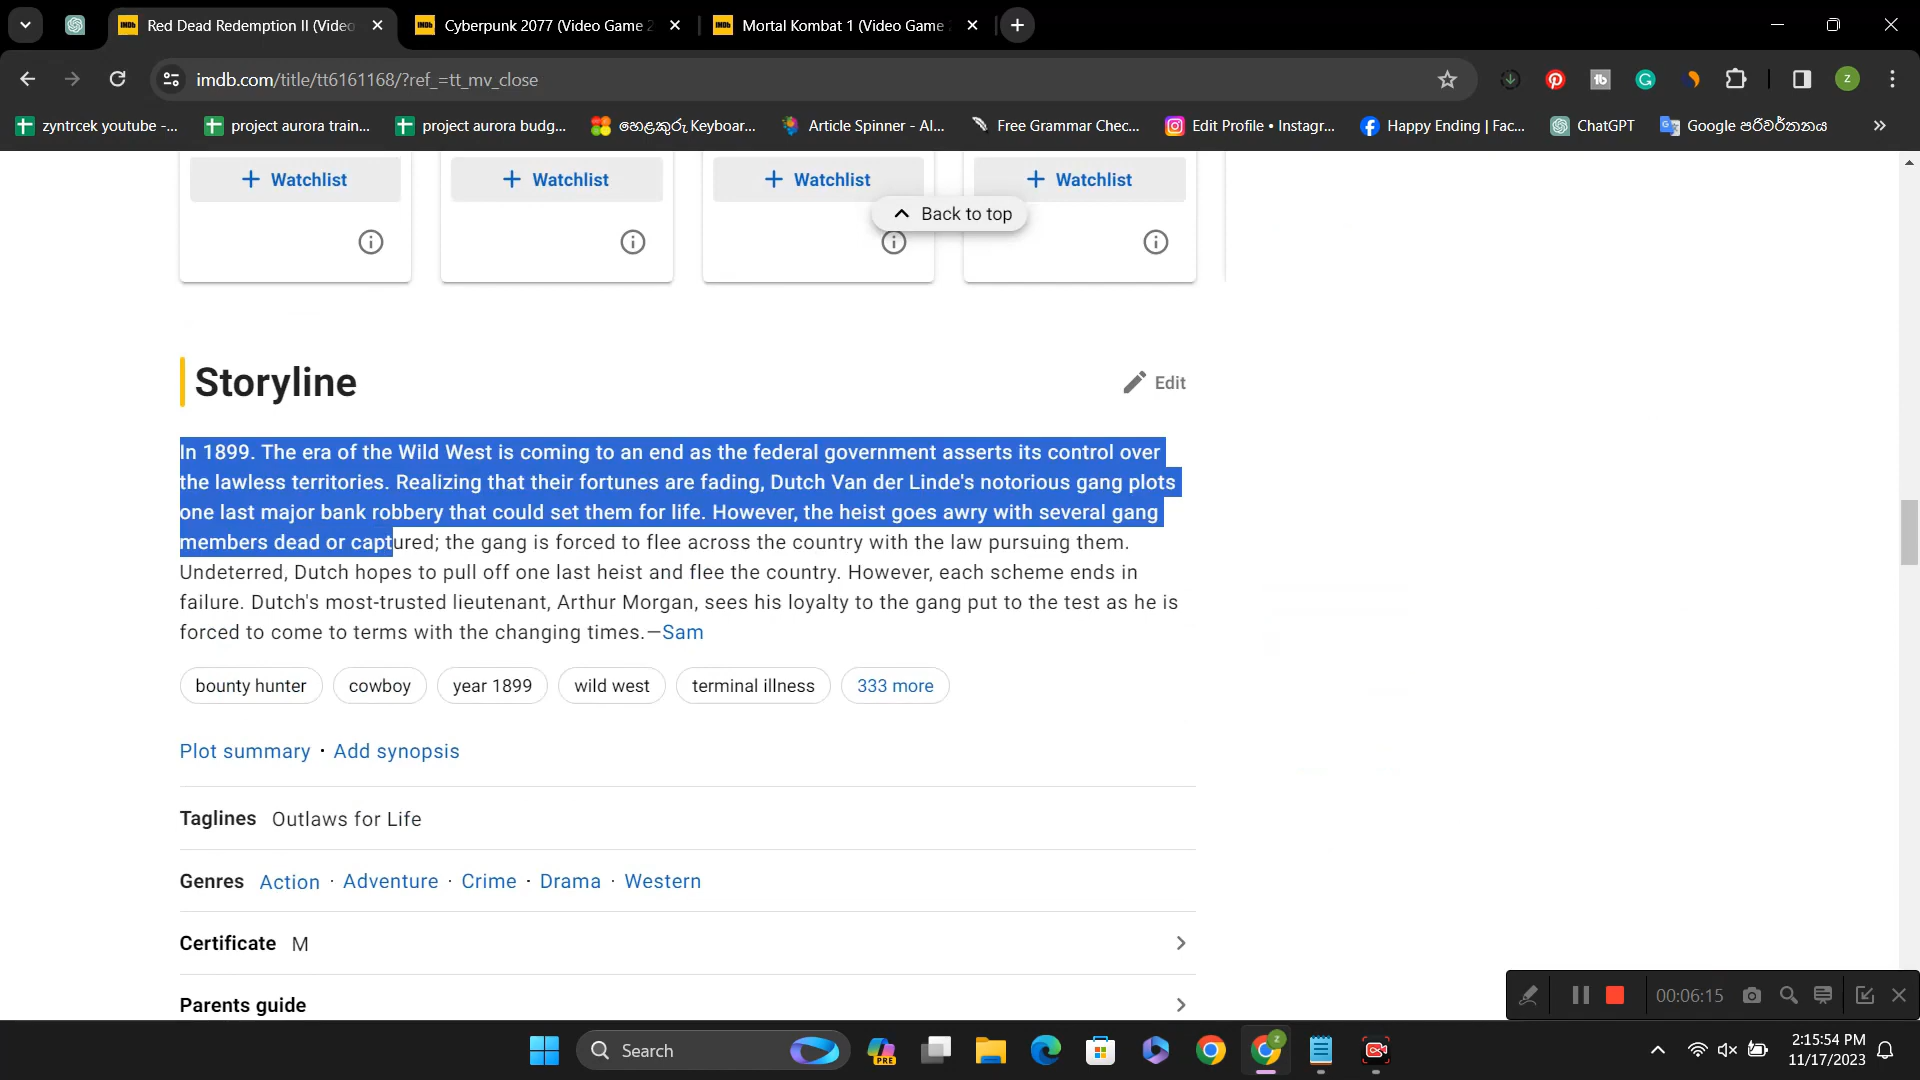 Red Dead Redemption II (Video
Cyberpunk 2077 (Video Game 2
Mortal Kombat 1 (Video Game
imdb.com/title/tt6161168/?ref_=tt_mv_close
zyntrcek youtube -...
project aurora train...
project aurora budg...
හෙළකුරු Keyboar...
Article Spinner - AI...
Free Grammar Chec...
Edit Profile • Instagr...
Happy Ending | Fac...
ChatGPT
Google පරිවර්තනය
Watchlist
Watchlist
Watchlist
Watchlist
Back to top
Storyline
Edit
In 1899. The era of the Wild West is coming to an end as the federal government asserts its control over
the lawless territories. Realizing that their fortunes are fading, Dutch Van der Linde's notorious gang plots
one last major bank robbery that could set them for life. However, the heist goes awry with several gang
members dead or captured; the gang is forced to flee across the country with the law pursuing them.
Undeterred, Dutch hopes to pull off one last heist and flee the country. However, each scheme ends in
failure. Dutch's most-trusted lieutenant, Arthur Morgan, sees his loyalty to the gang put to the test as he is
forced to come to terms with the changing times.—Sam
bounty hunter
cowboy
year 1899
wild west
terminal illness
333 more
Plot summary · Add synopsis
Taglines Outlaws for Life
Genres Action · Adventure · Crime · Drama · Western
Certificate M
Parents guide
00:06:15
Search
PRE
2:15:54 PM
11/17/2023